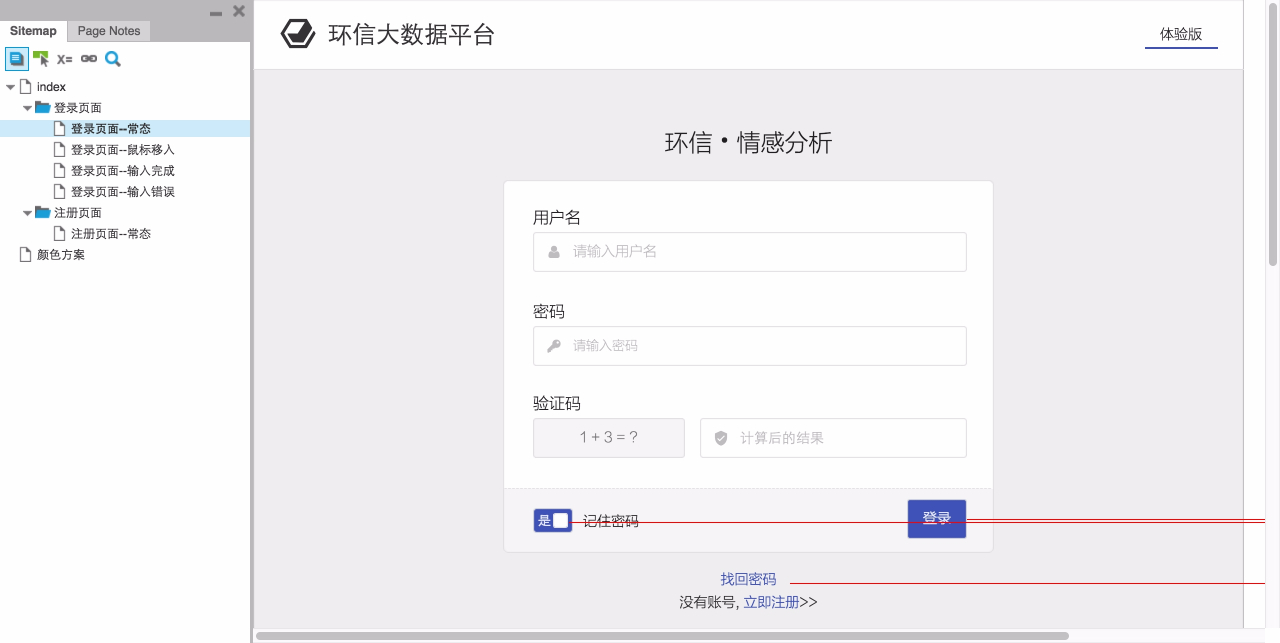 Sitemap
Page Notes
X=
index
登录页面
登录页面--常态
登录页面--鼠标移入
登录页面--输入完成
登录页面--输入错误
注册页面
注册页面--常态
颜色方案
环信大数据平台
体验版
环信•情感分析
用户名
请输入用户名
密码
请输入密码
验证码
1 + 3 = ?
计算后的结果
是
记住密码
登录
找回密码
没有账号, 立即注册>>